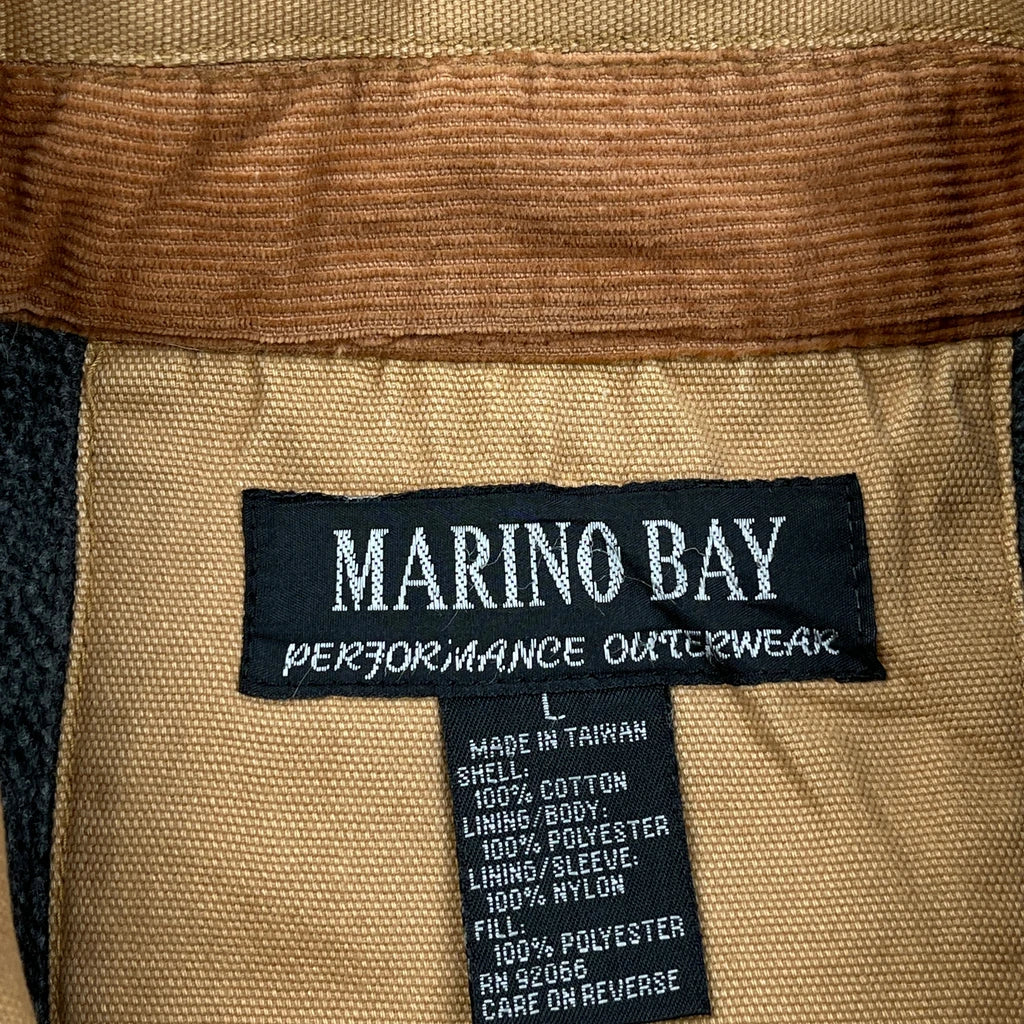 MARINO BAY
PERFORMANCE OUTERWEAR
L
MADE IN TAIWAN
SHELL:
100% COTTON
LINING/BODY:
100% POLYESTER
LINING/SLEEVE:
100% NYLON
FILL:
100% POLYESTER
RN 92066
CARE ON REVERSE